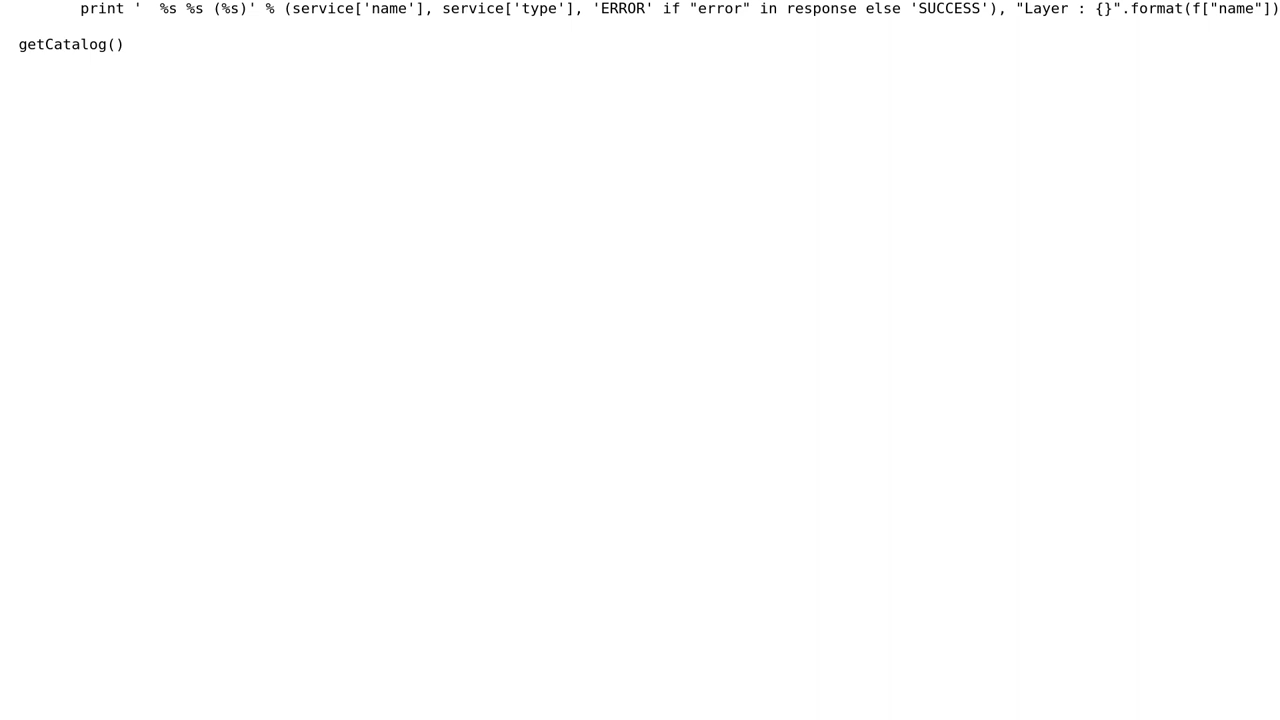 print '  %s %s (%s)' % (service['name'], service['type'], 'ERROR' if "error" in response else 'SUCCESS'), "Layer : {}".format(f["name"])
getCatalog()